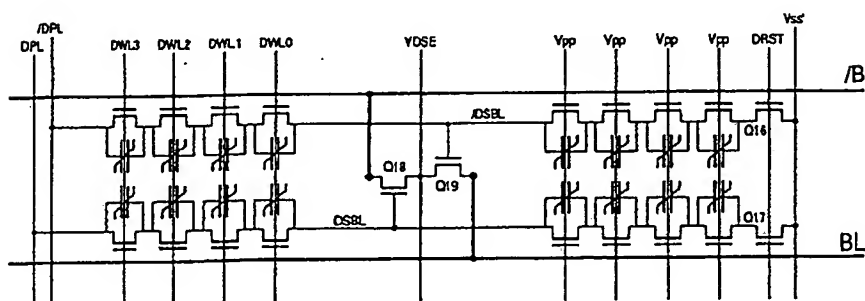 /DPL
DPL
DWL3 DWL2 DWL1 DWL0 VDSE Vpp Vpp Vpp Vpp DRST Vss'
/B
/DSBL
Q16
Q18
Q19
DSBL
Q17
BL